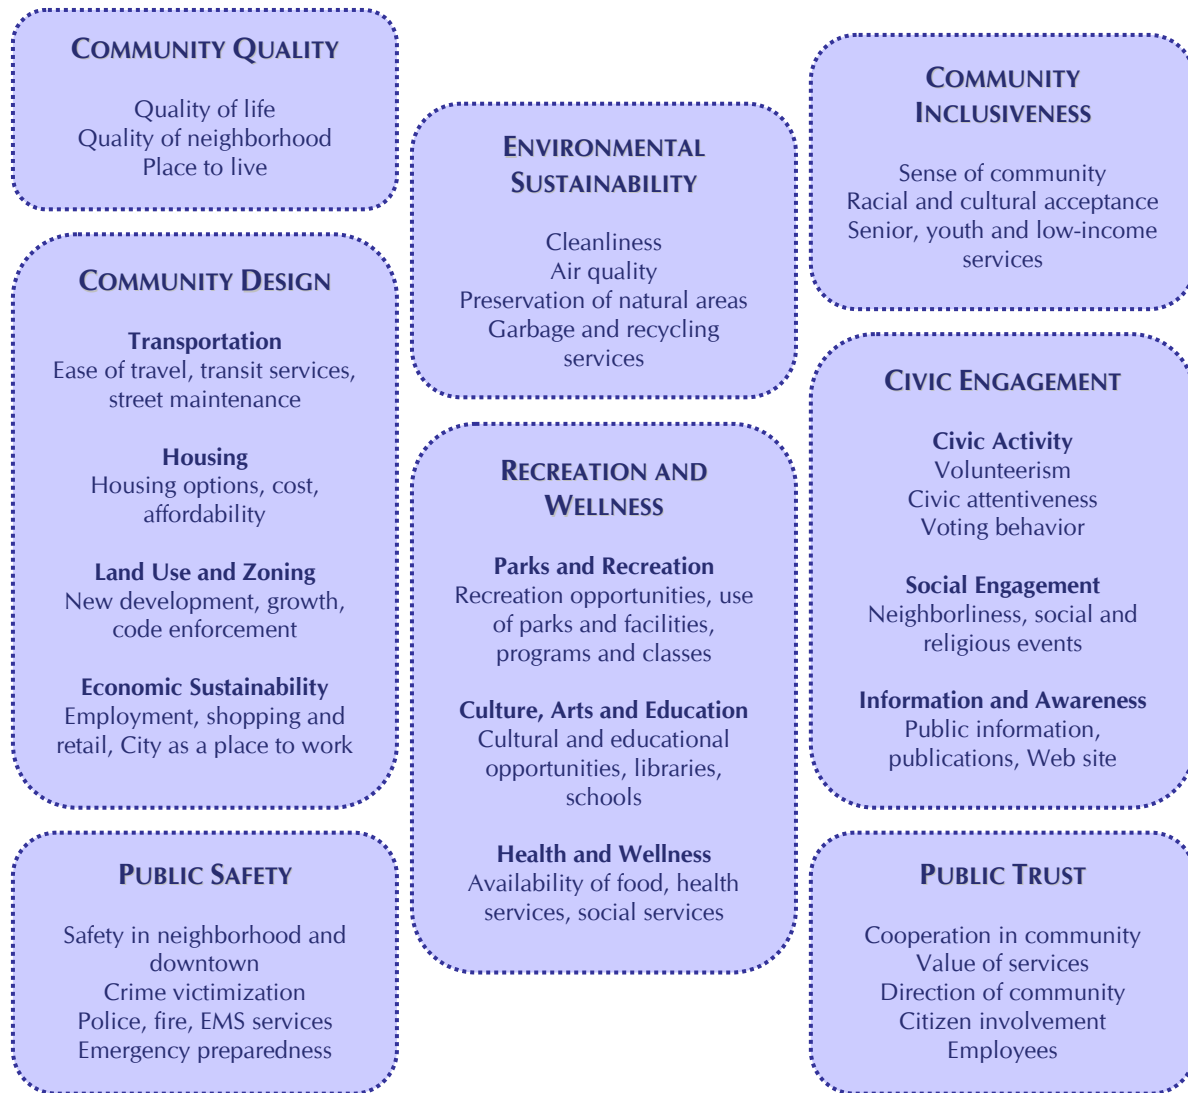 COMMUNITY QUALITY
Quality of life
Quality of neighborhood
Place to live
COMMUNITY DESIGN
Transportation
Ease of travel, transit services,
street maintenance
Housing
Housing options, cost,
affordability
Land Use and Zoning
New development, growth,
code enforcement
Economic Sustainability
Employment, shopping and
retail, City as a place to work
PUBLIC SAFETY
Safety in neighborhood and
downtown
Crime victimization
Police, fire, EMS services
Emergency preparedness
ENVIRONMENTAL
SUSTAINABILITY
Cleanliness
Air quality
Preservation of natural areas
Garbage and recycling
services
RECREATION AND
WELLNESS
Parks and Recreation
Recreation opportunities, use
of parks and facilities,
programs and classes
Culture, Arts and Education
Cultural and educational
opportunities, libraries,
schools
Health and Wellness
Availability of food, health
services, social services
COMMUNITY
INCLUSIVENESS
Sense of community
Racial and cultural acceptance
Senior, youth and low-income
services
CIVIC ENGAGEMENT
Civic Activity
Volunteerism
Civic attentiveness
Voting behavior
Social Engagement
Neighborliness, social and
religious events
Information and Awareness
Public information,
publications, Web site
PUBLIC TRUST
Cooperation in community
Value of services
Direction of community
Citizen involvement
Employees